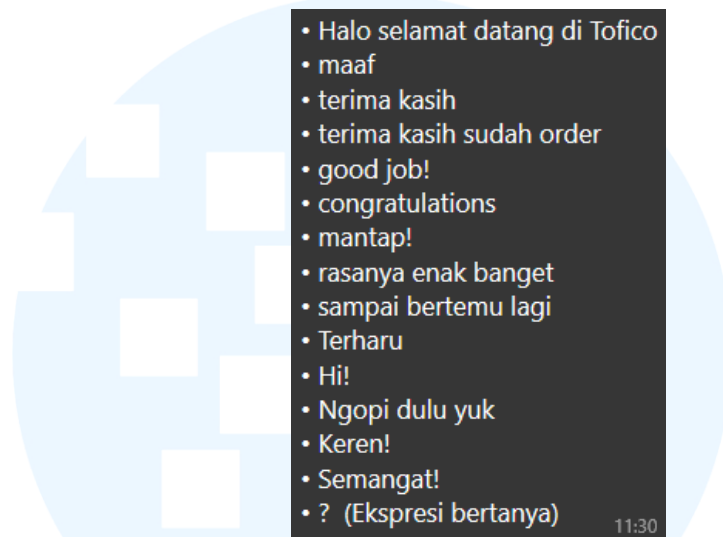 • Halo selamat datang di Tofico
• maaf
• terima kasih
• terima kasih sudah order
• good job!
• congratulations
• mantap!
• rasanya enak banget
• sampai bertemu lagi
• Terharu
• Hi!
• Ngopi dulu yuk
• Keren!
• Semangat!
• ? (Ekspresi bertanya)
11:30